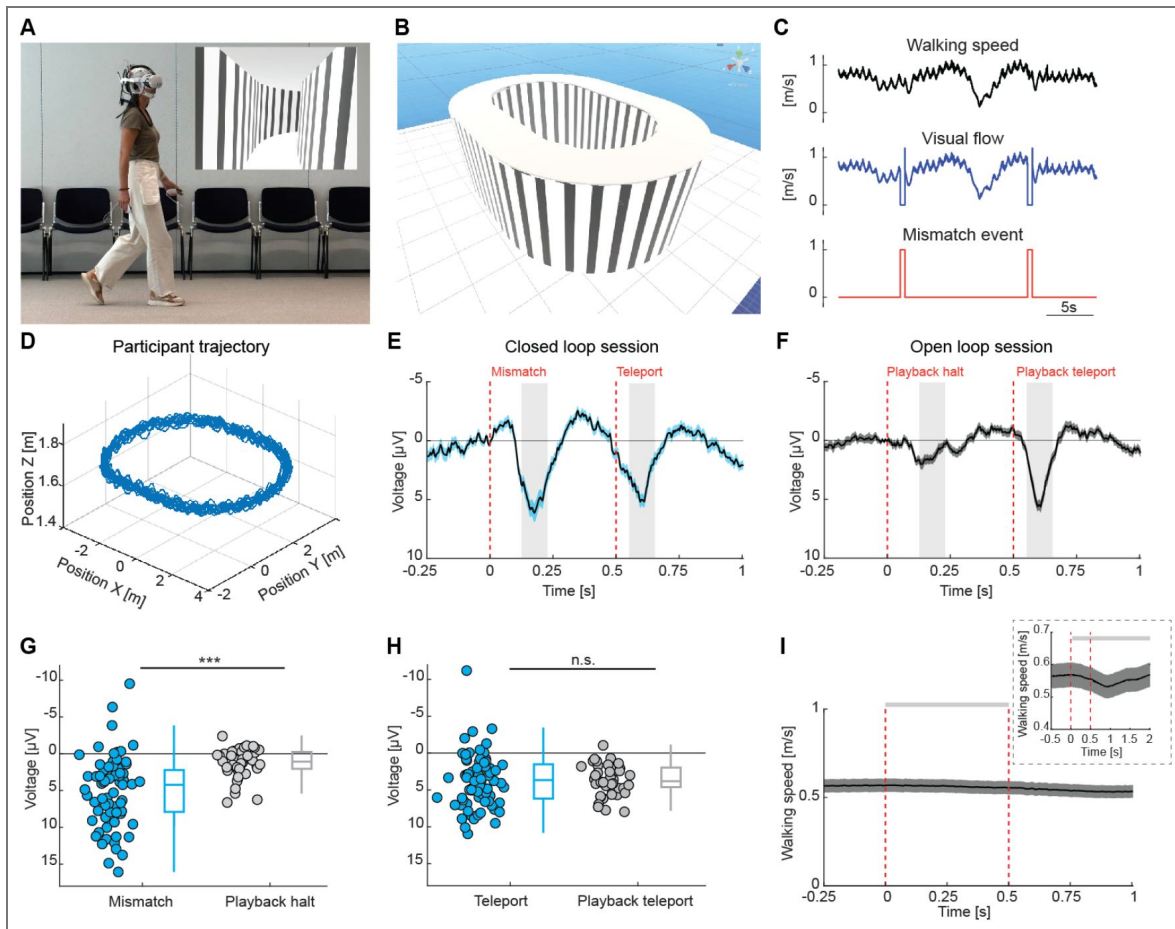 A
B
C
Walking speed
1
[m/s]
0
Visual flow
1
[m/s]
0
Mismatch event
1
0
5s
D
Participant trajectory
Position Z [m]
1.8
1.6
1.4
-2
0
2
4
Position X [m]
-2
0
2
Position Y [m]
E
Closed loop session
Mismatch
Teleport
-5
0
5
10
Voltage [µV]
-0.25
0
0.25
0.5
0.75
1
Time [s]
F
Open loop session
Playback halt
Playback teleport
-5
0
5
10
Voltage [µV]
-0.25
0
0.25
0.5
0.75
1
Time [s]
G
***
-10
-5
0
5
10
15
Voltage [µV]
Mismatch
Playback halt
H
n.s.
-10
-5
0
5
10
15
Voltage [µV]
Teleport
Playback teleport
I
1
0.5
0
Walking speed [m/s]
-0.25
0
0.25
0.5
0.75
1
Time [s]
0.7
0.6
0.5
0.4
Walking speed [m/s]
-0.5
0
0.5
1
2
Time [s]